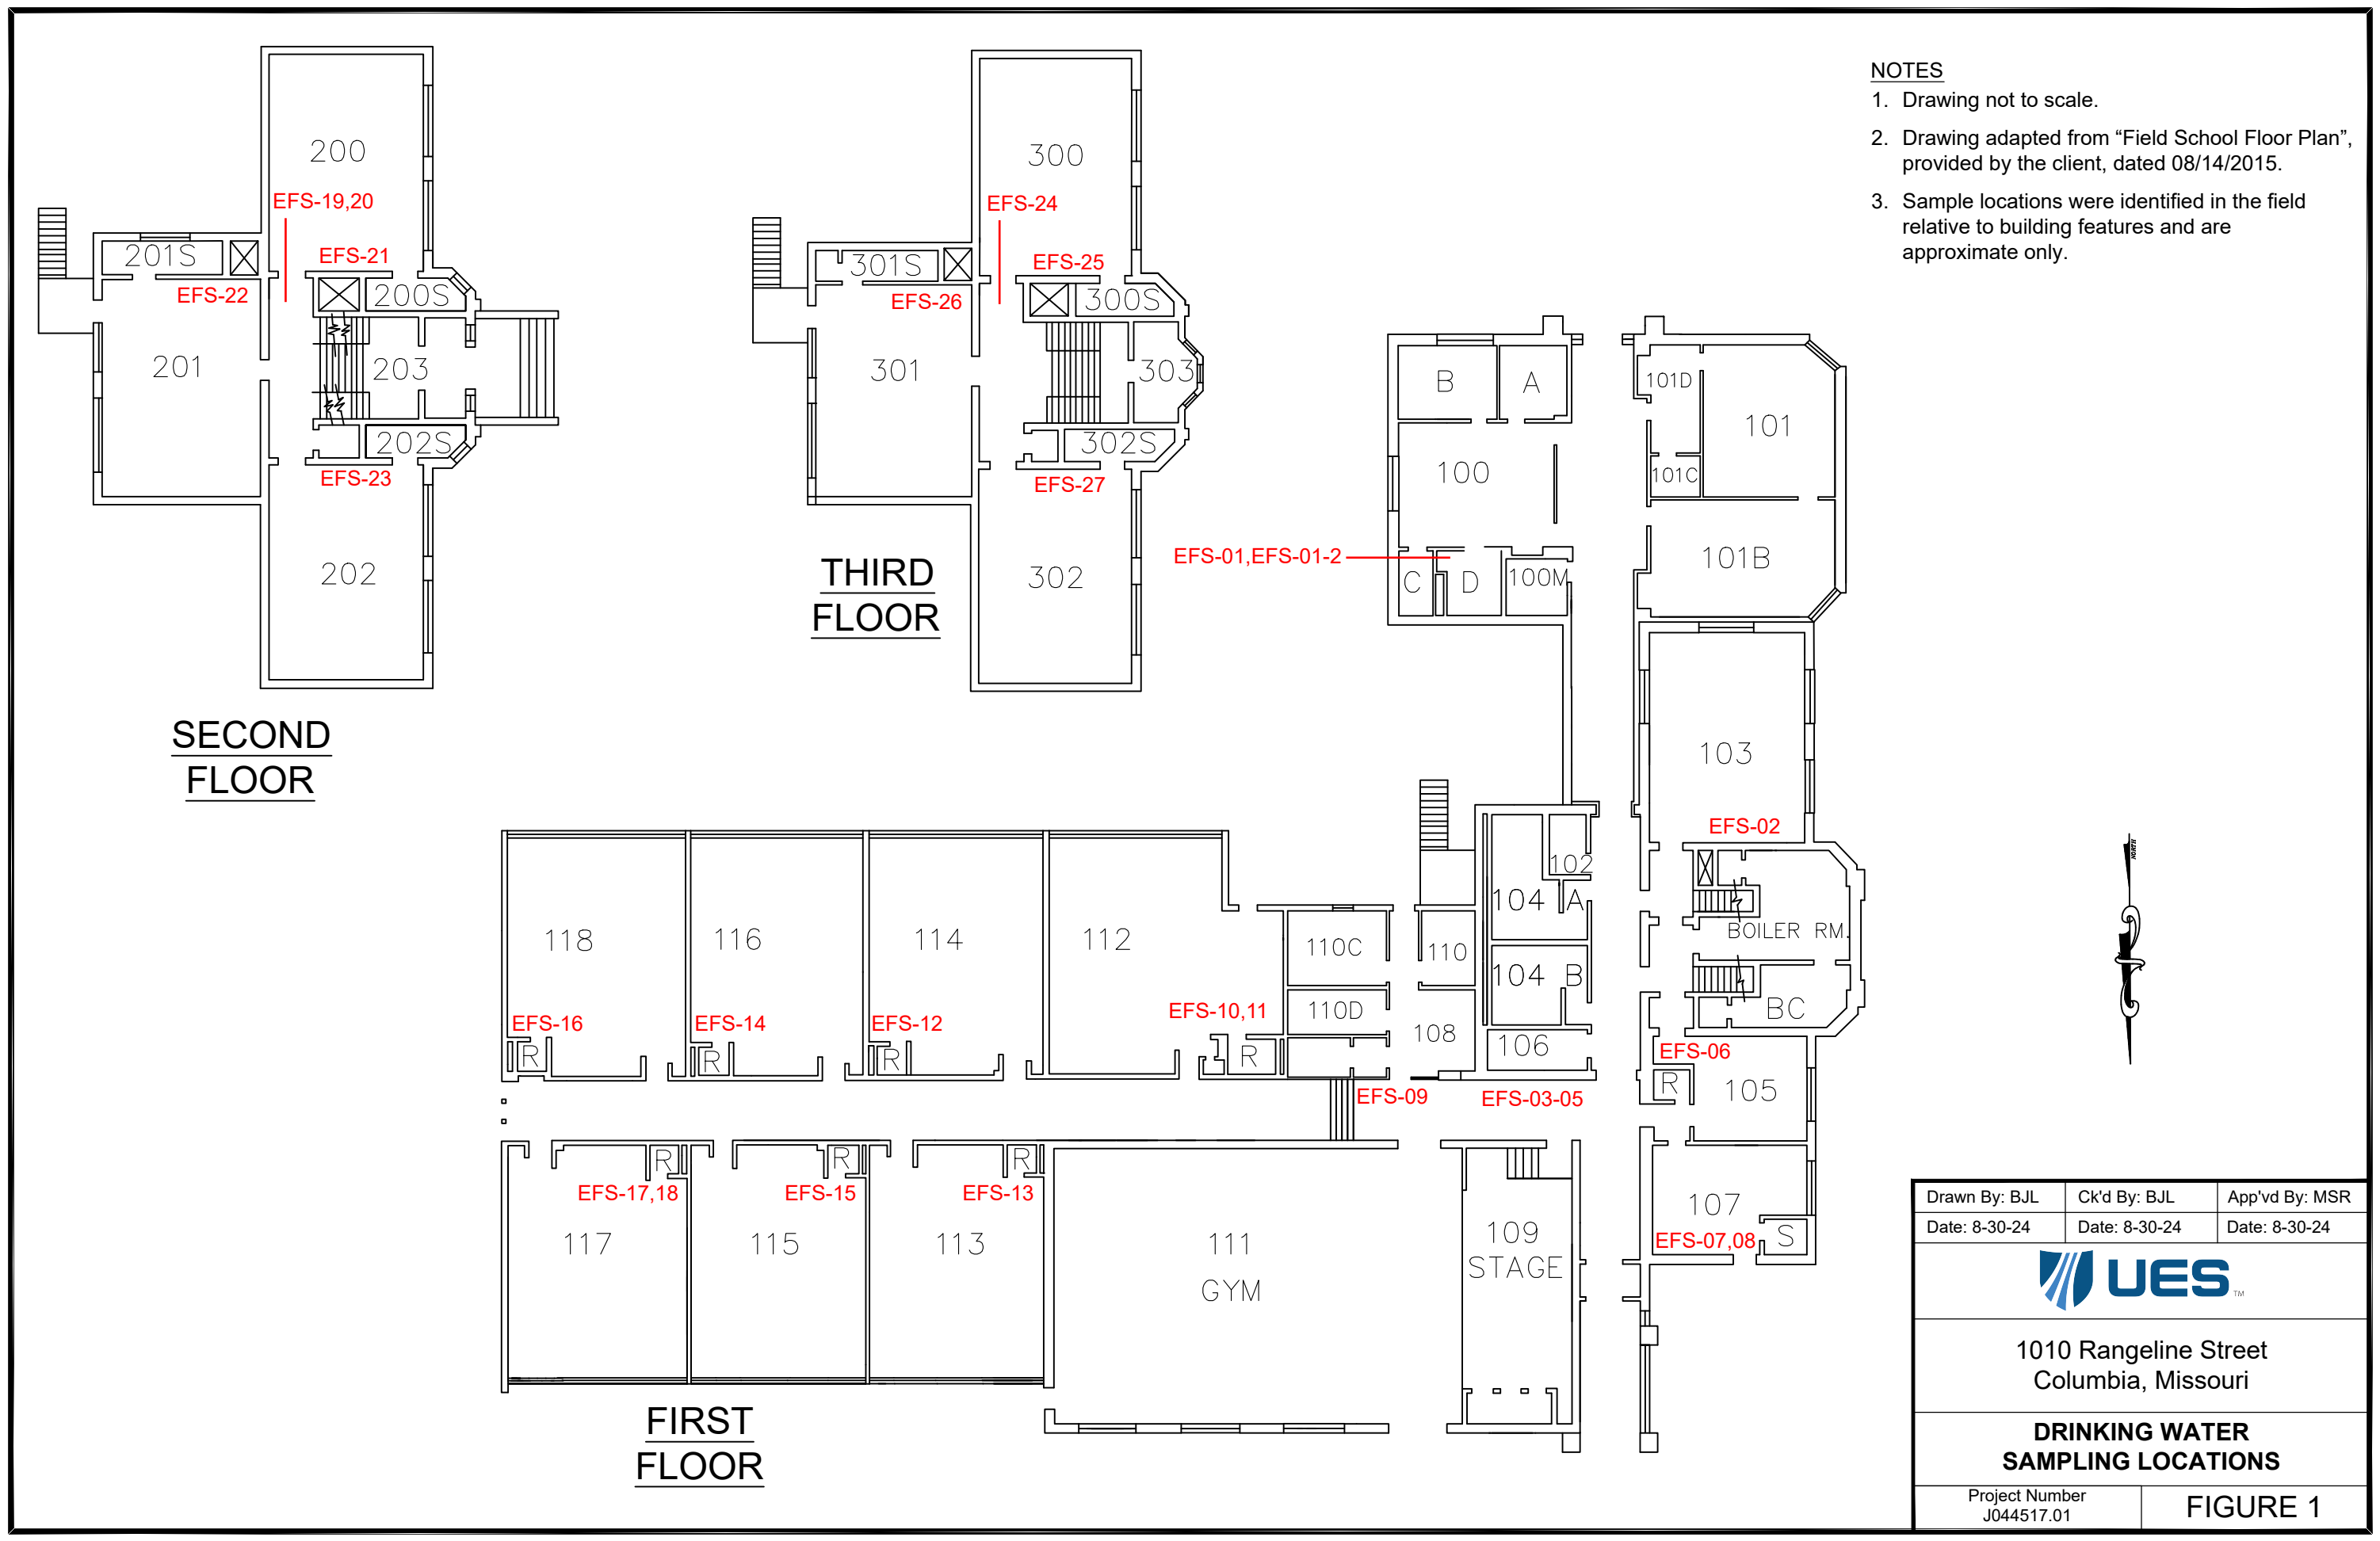 NOTES
1. Drawing not to scale.
2. Drawing adapted from “Field School Floor Plan”,
provided by the client, dated 08/14/2015.
3. Sample locations were identified in the field
relative to building features and are
approximate only.
200
EFS-19,20
EFS-21
201S
EFS-22
200S
201
203
202S
EFS-23
202
SECOND
FLOOR
300
EFS-24
EFS-25
301S
EFS-26
300S
301
303
302S
EFS-27
302
THIRD
FLOOR
B
A
100
EFS-01,EFS-01-2
C
D
100M
101D
101
101C
101B
103
EFS-02
102
104 A
104 B
106
BOILER RM.
BC
118
116
114
112
110C
110
110D
108
EFS-16
EFS-14
EFS-12
EFS-10,11
R
R
R
R
EFS-09
EFS-03-05
EFS-06
R
105
R
R
R
EFS-17,18
EFS-15
EFS-13
117
115
113
111
GYM
109
STAGE
107
EFS-07,08
S
FIRST
FLOOR
NORTH
Drawn By: BJL
Ck'd By: BJL
App'vd By: MSR
Date: 8-30-24
Date: 8-30-24
Date: 8-30-24
UES TM
1010 Rangeline Street
Columbia, Missouri
DRINKING WATER
SAMPLING LOCATIONS
Project Number
J044517.01
FIGURE 1